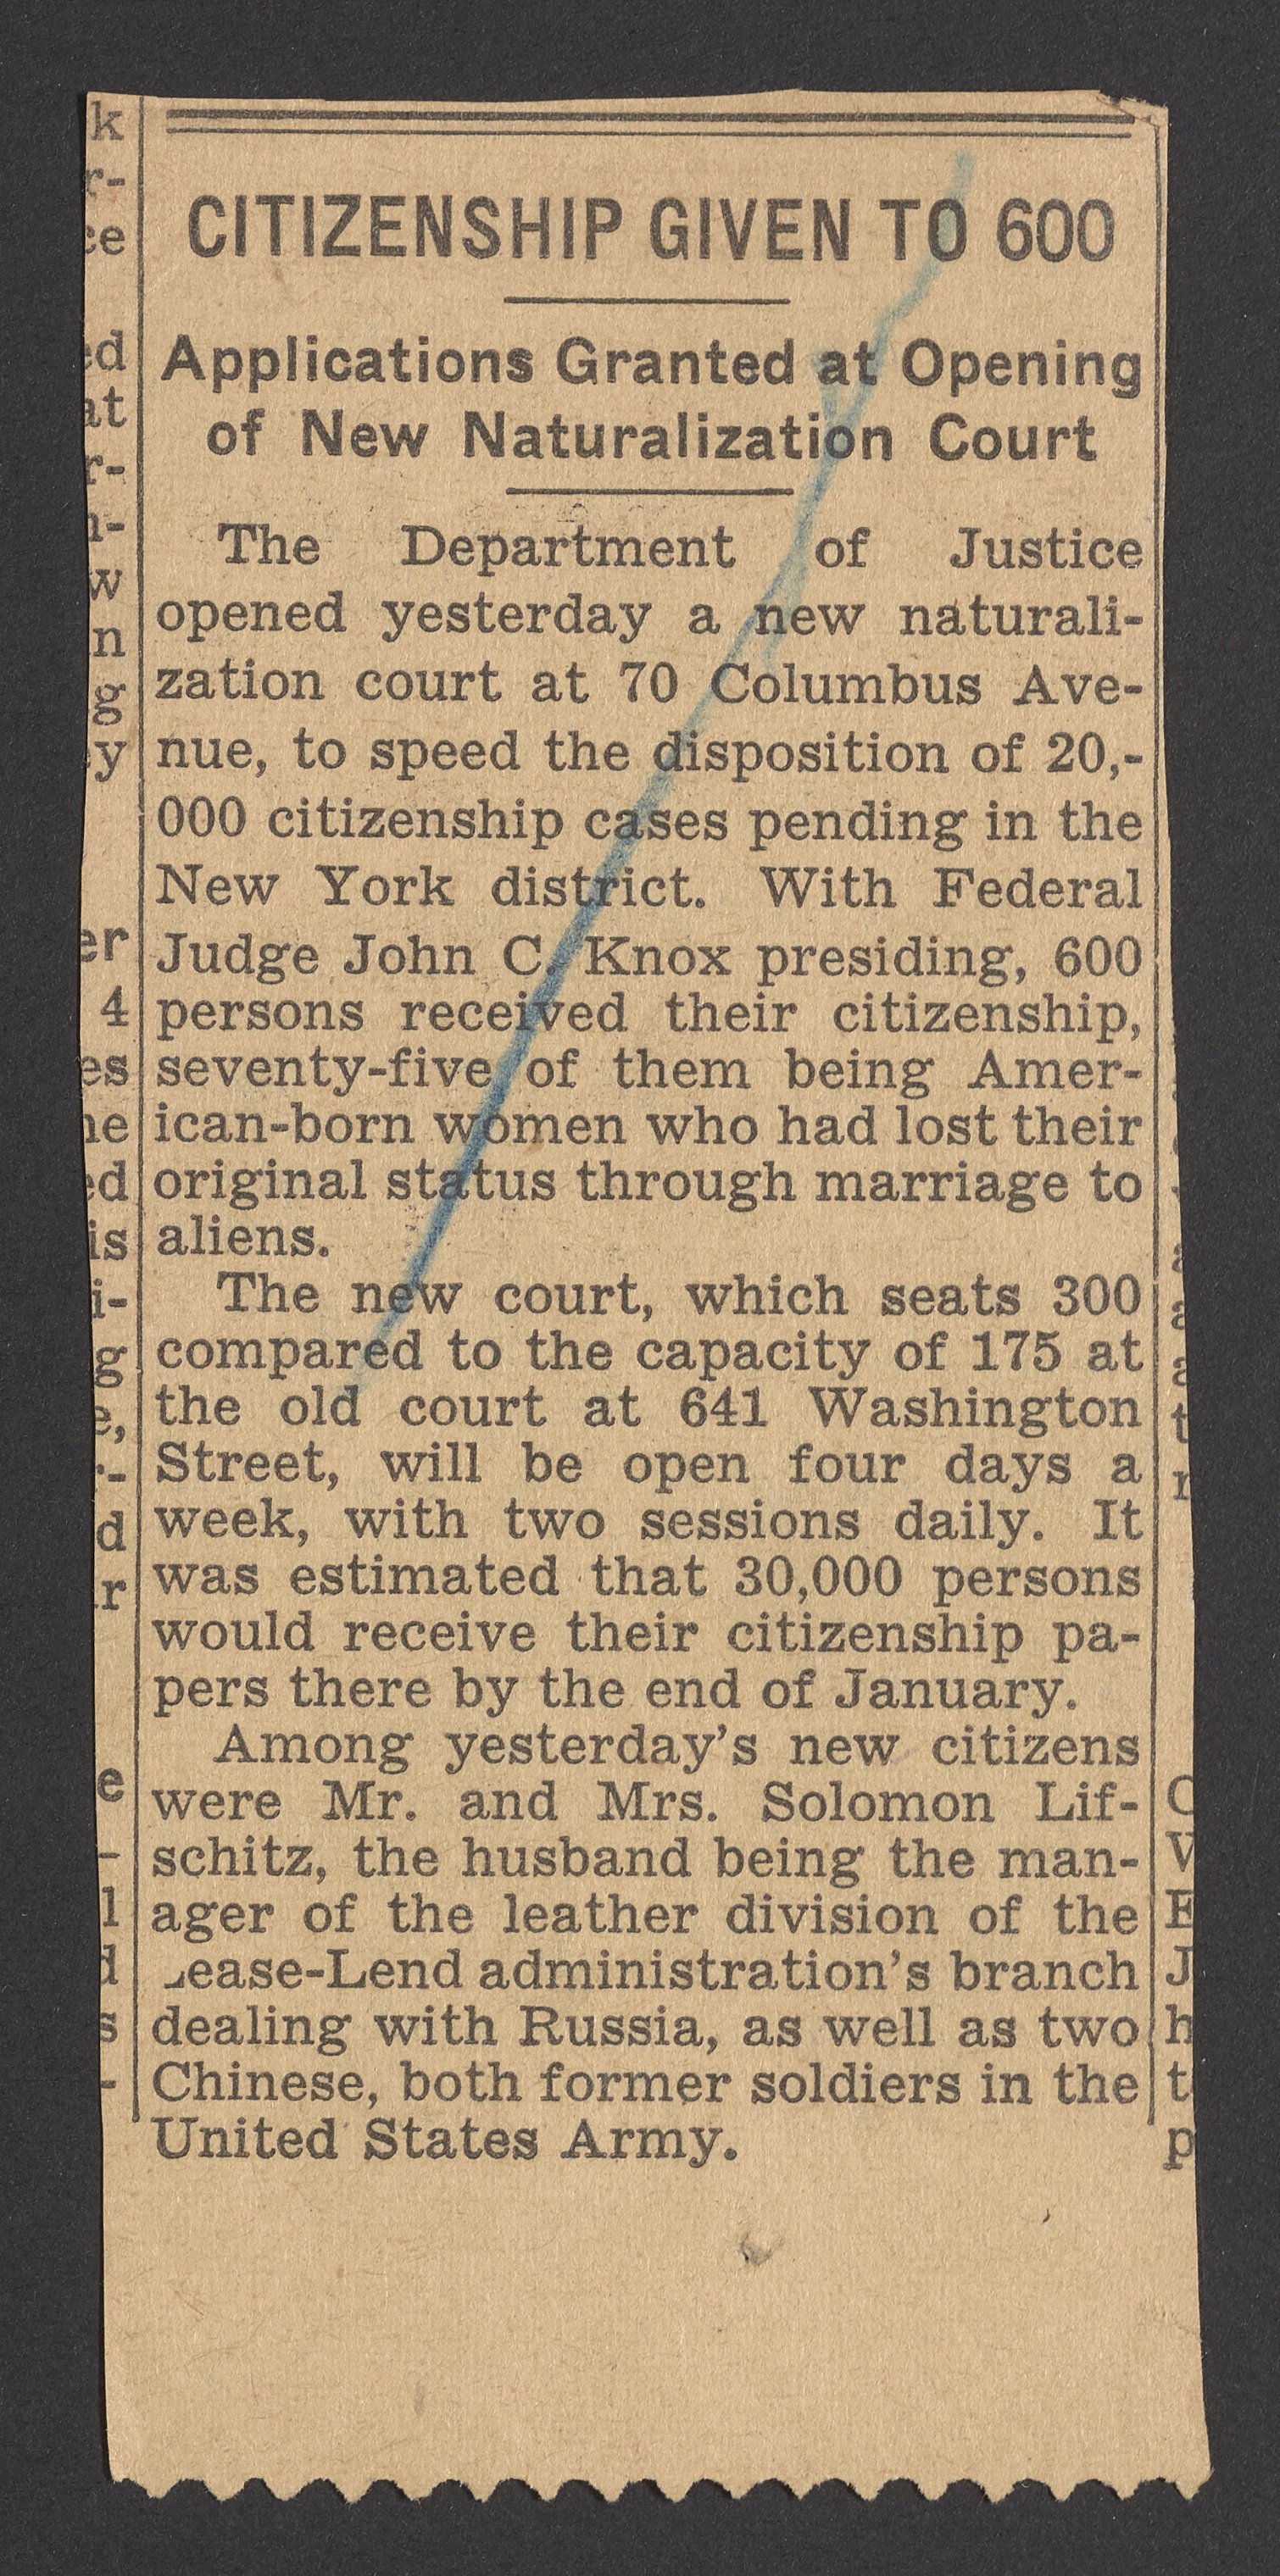 CITIZENSHIP GIVEN TO 600
Applications Granted at Opening
of New Naturalization Court
The Department of Justice
opened yesterday a new naturali-
zation court at 70 Columbus Ave-
nue, to speed the disposition of 20,-
000 citizenship cases pending in the
New York district. With Federal
Judge John C. Knox presiding, 600
persons received their citizenship,
seventy-five of them being Amer-
ican-born women who had lost their
original status through marriage to
aliens.
The new court, which seats 300
compared to the capacity of 175 at
the old court at 641 Washington
Street, will be open four days a
week, with two sessions daily. It
was estimated that 30,000 persons
would receive their citizenship pa-
pers there by the end of January.
Among yesterday's new citizens
were Mr. and Mrs. Solomon Lif-
schitz, the husband being the man-
ager of the leather division of the
Lease-Lend administration's branch
dealing with Russia, as well as two
Chinese, both former soldiers in the
United States Army.